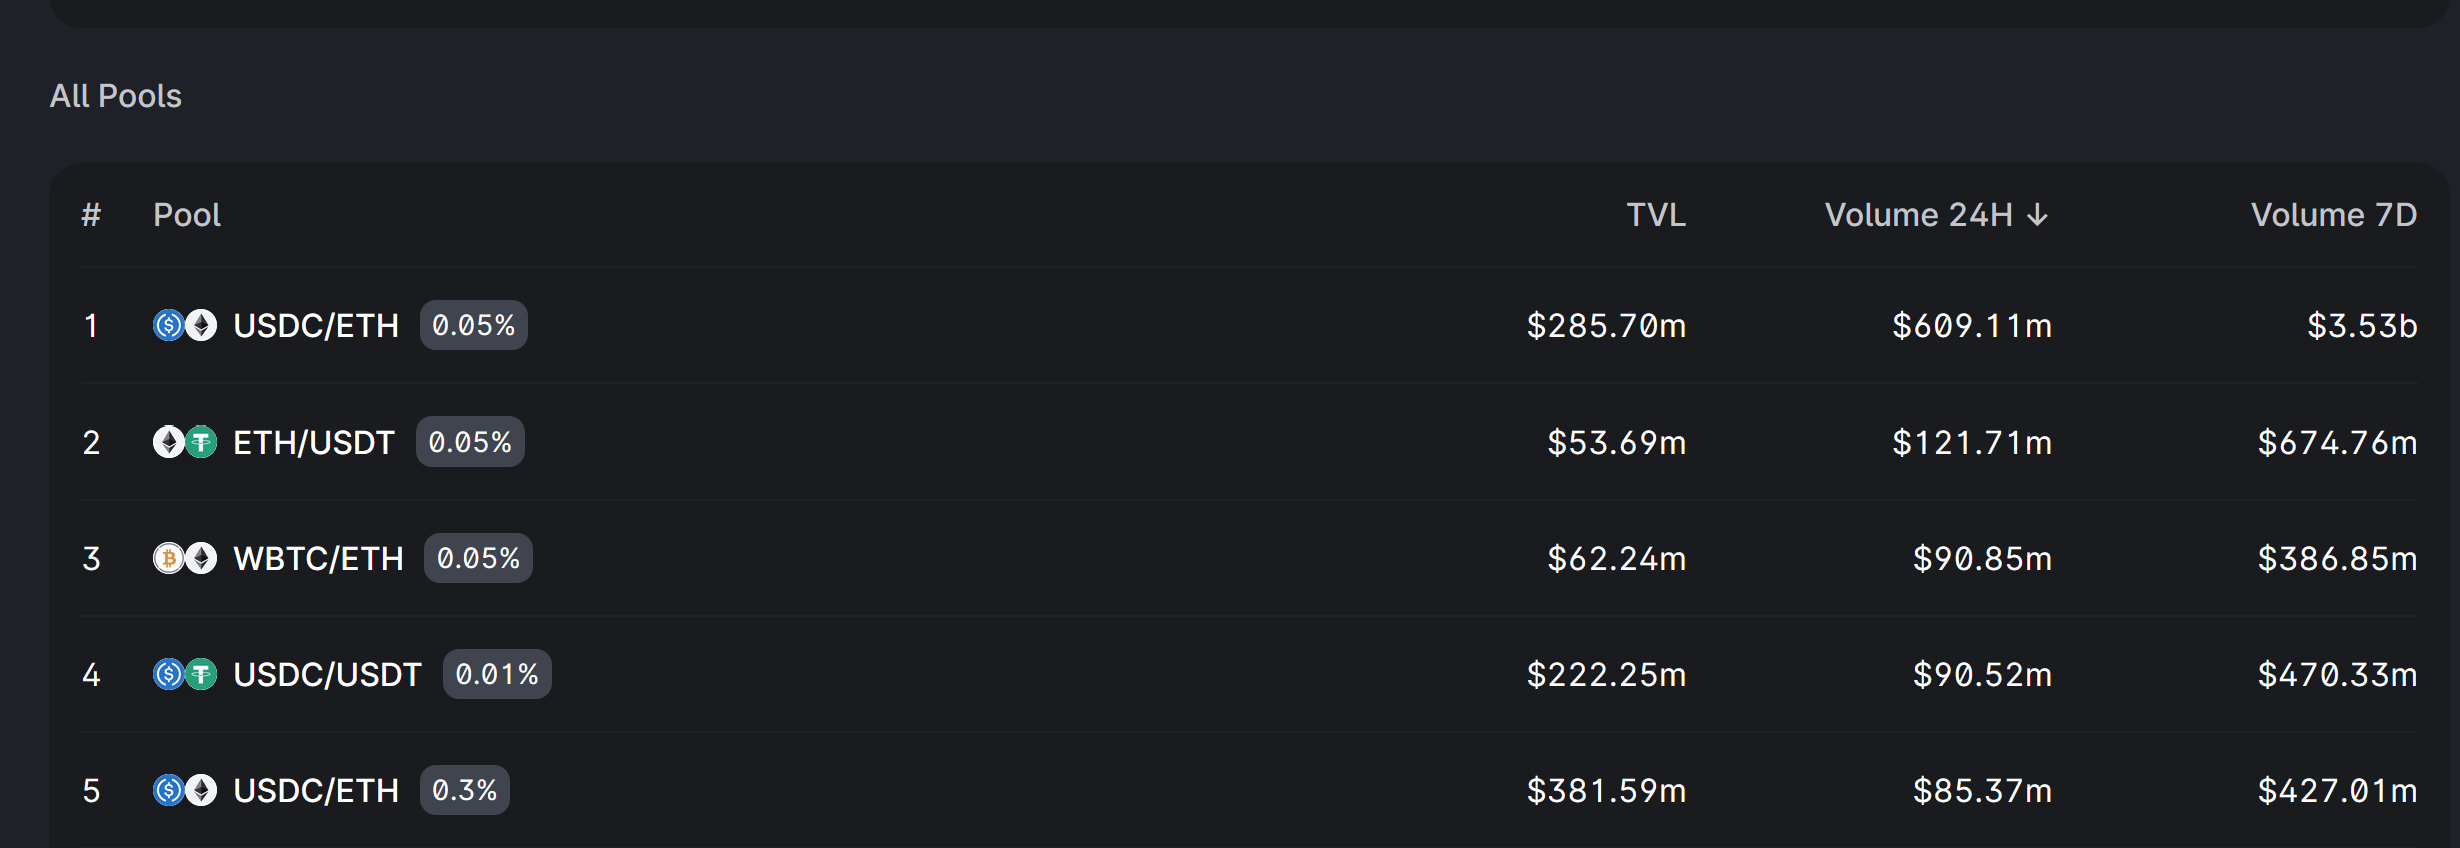 All Pools
# Pool TVL Volume 24H ↓ Volume 7D
1 USDC/ETH 0.05% $285.70m $609.11m $3.53b
2 ETH/USDT 0.05% $53.69m $121.71m $674.76m
3 WBTC/ETH 0.05% $62.24m $90.85m $386.85m
4 USDC/USDT 0.01% $222.25m $90.52m $470.33m
5 USDC/ETH 0.3% $381.59m $85.37m $427.01m